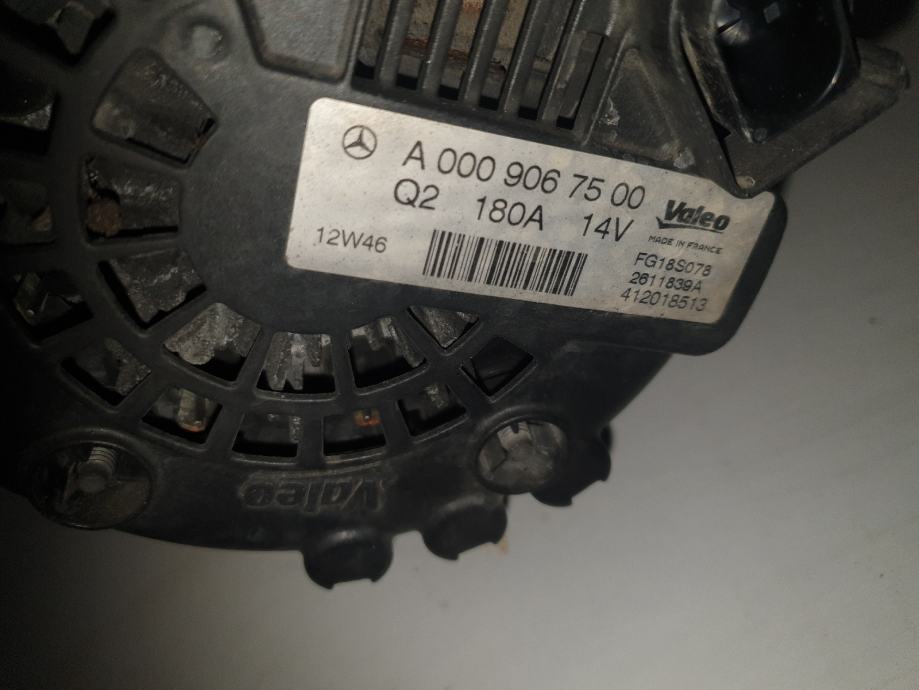 A 000 906 75 00
Q2 180A 14V
Valeo
MADE IN FRANCE
12W46
FG18S078
2611839A
412018513
Valeo